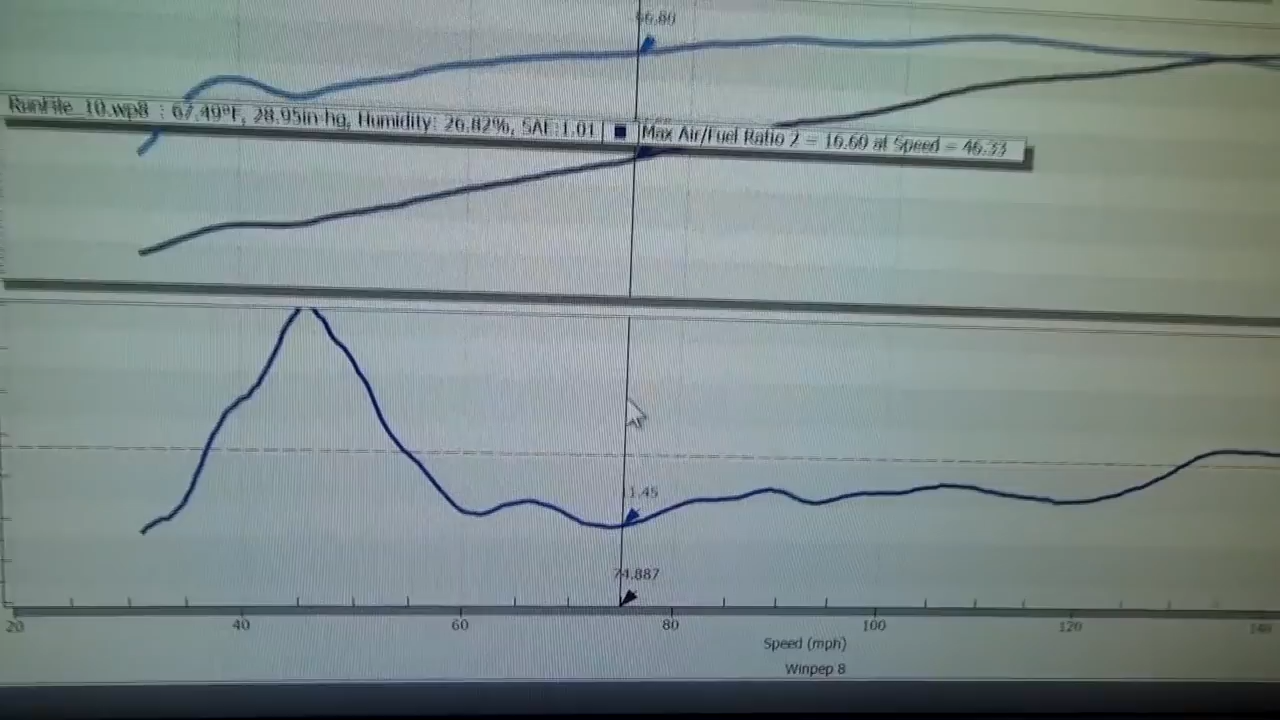 66.80
RunFile_10.wp8 : 67.49°F, 28.95in-hg, Humidity: 26.82%, SAE:1.01 Max Air/Fuel Ratio 2 = 16.60 at Speed = 46.33
11.45
74.887
20 40 60 80 100 120 140
Speed (mph)
Winpep 8